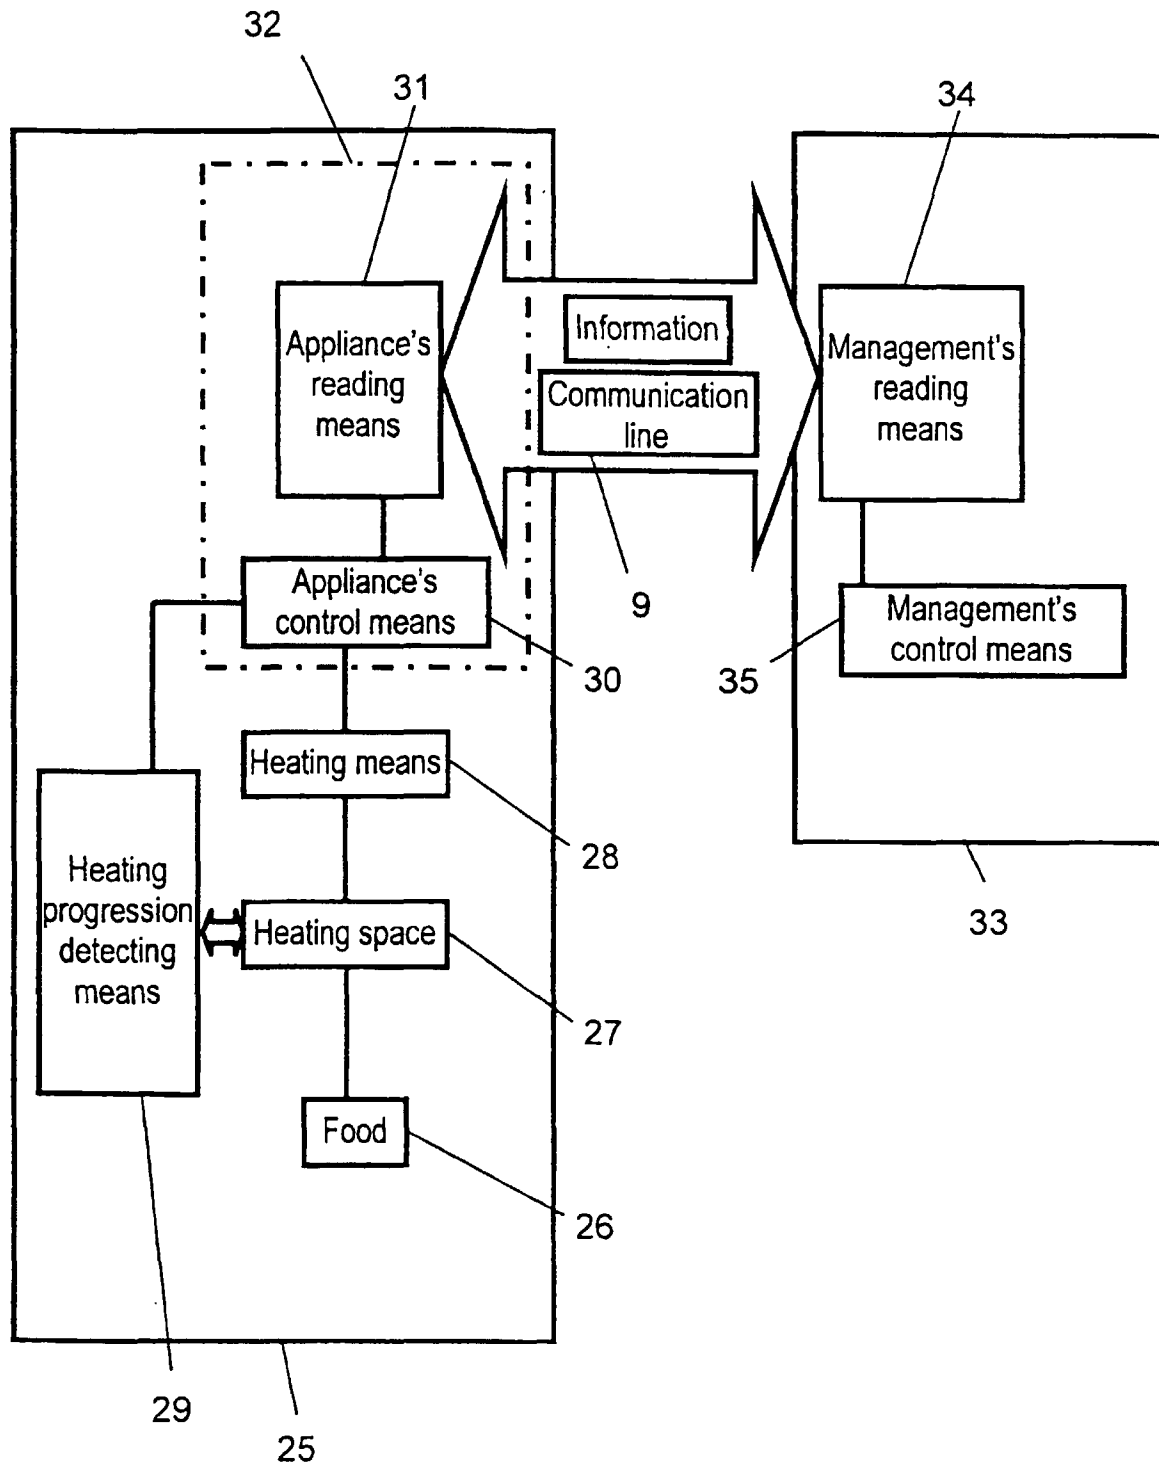 32
31
34
Appliance's
reading
means
Information
Communication
line
Management's
reading
means
9
Appliance's
control means
30
35
Management's
control means
Heating means
28
Heating
progression
detecting
means
Heating space
33
27
Food
26
29
25